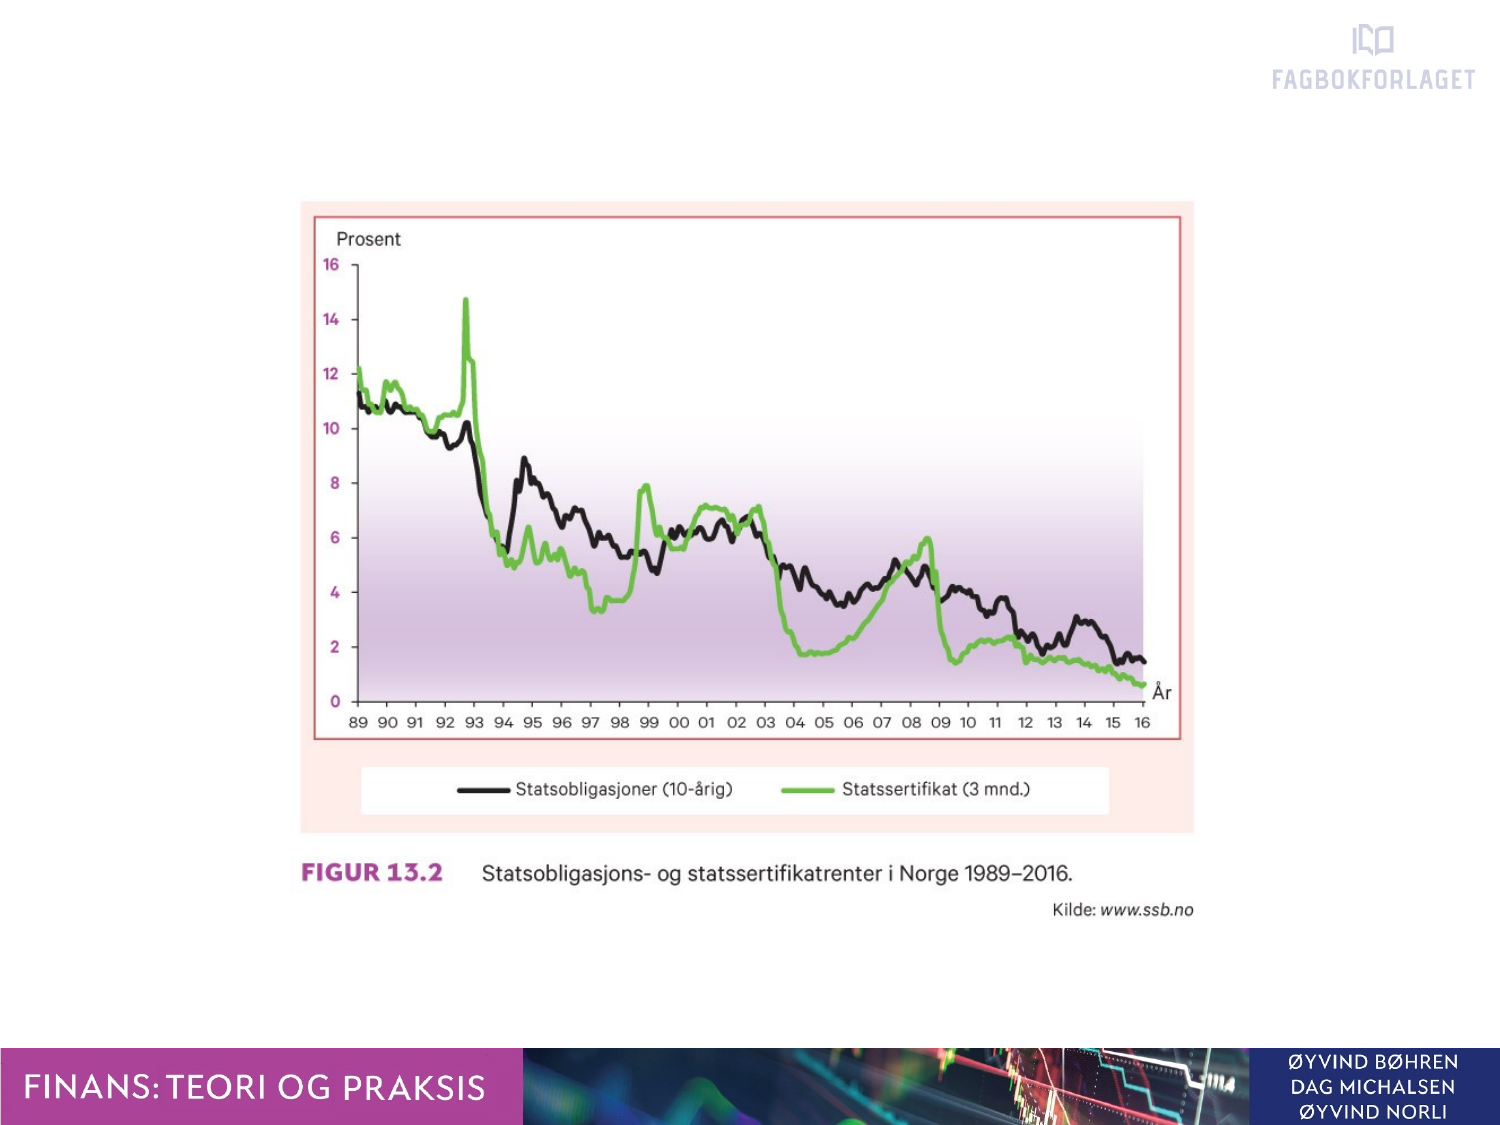 FAGBOKFORLAGET
Prosent
16
14
12
10
8
6
4
2
0
År
89 90 91 92 93 94 95 96 97 98 99 00 01 02 03 04 05 06 07 08 09 10 11 12 13 14 15 16
Statsobligasjoner (10-årig) Statssertifikat (3 mnd.)
FIGUR 13.2 Statsobligasjons- og statssertifikatrenter i Norge 1989–2016.
Kilde: www.ssb.no
FINANS: TEORI OG PRAKSIS
ØYVIND BØHREN
DAG MICHALSEN
ØYVIND NORLI